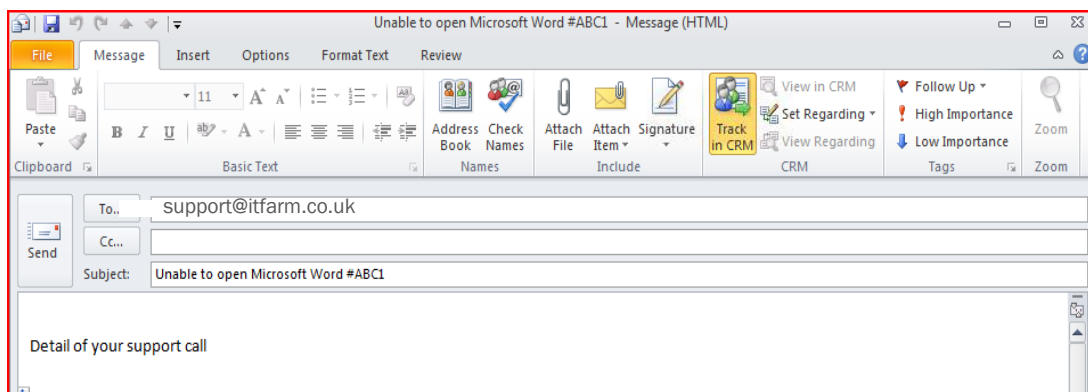 Unable to open Microsoft Word #ABC1 - Message (HTML)
File Message Insert Options Format Text Review
Paste
Clipboard
11
A A
B I U ab A
Basic Text
Address Book
Check Names
Names
Attach File
Attach Item
Signature
Include
Track in CRM
View in CRM
Set Regarding
View Regarding
CRM
Follow Up
High Importance
Low Importance
Tags
Zoom
Zoom
Send
To..
support@itfarm.co.uk
Cc...
Subject:
Unable to open Microsoft Word #ABC1
Detail of your support call